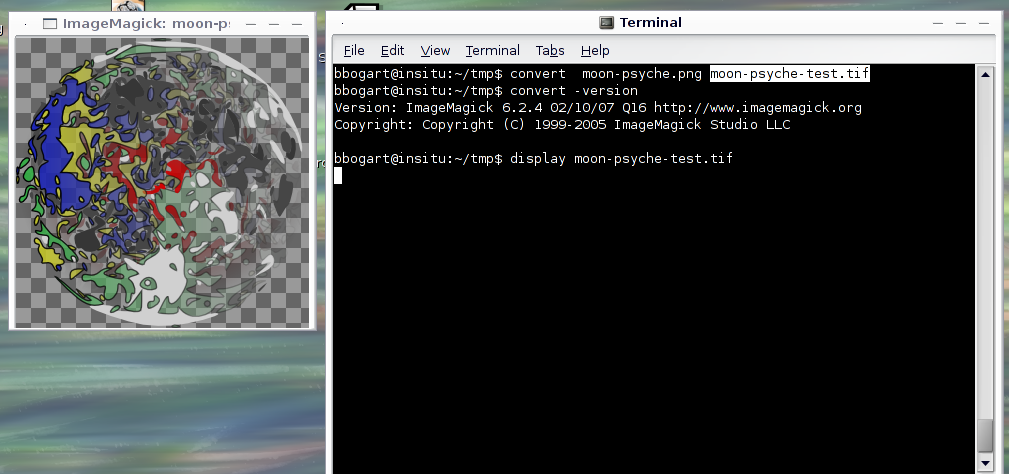 ImageMagick: moon-p
Terminal
File Edit View Terminal Tabs Help
bbogart@insitu:~/tmp$ convert  moon-psyche.png moon-psyche-test.tif
bbogart@insitu:~/tmp$ convert -version
Version: ImageMagick 6.2.4 02/10/07 Q16 http://www.imagemagick.org
Copyright: Copyright (C) 1999-2005 ImageMagick Studio LLC
bbogart@insitu:~/tmp$ display moon-psyche-test.tif